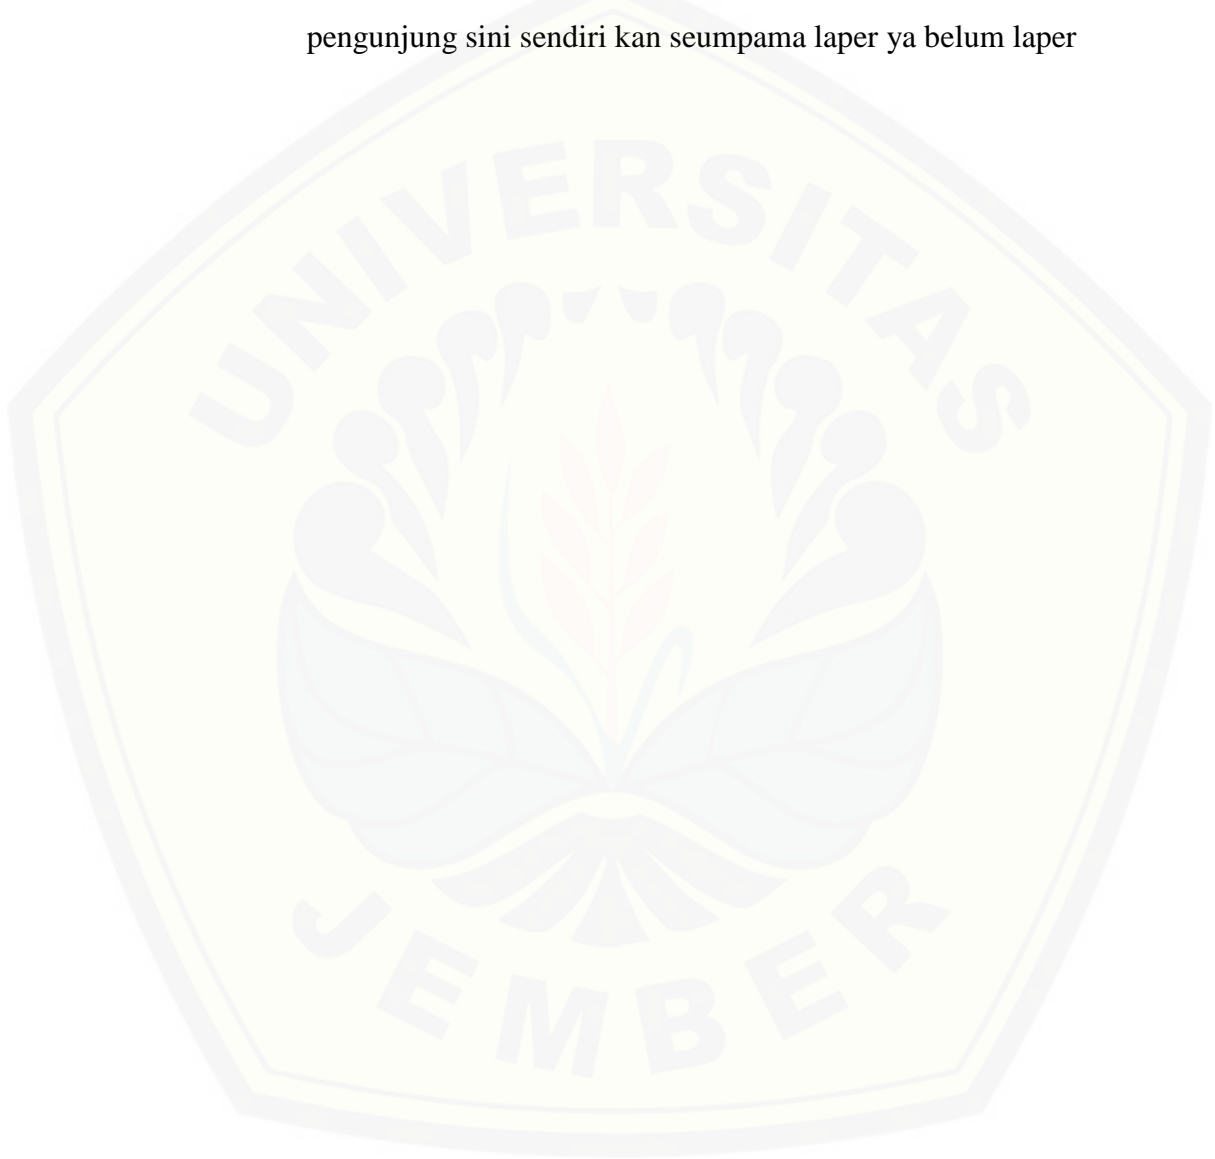 pengunjung sini sendiri kan seumpama laper ya belum laper
UNIVERSITAS
JEMBER